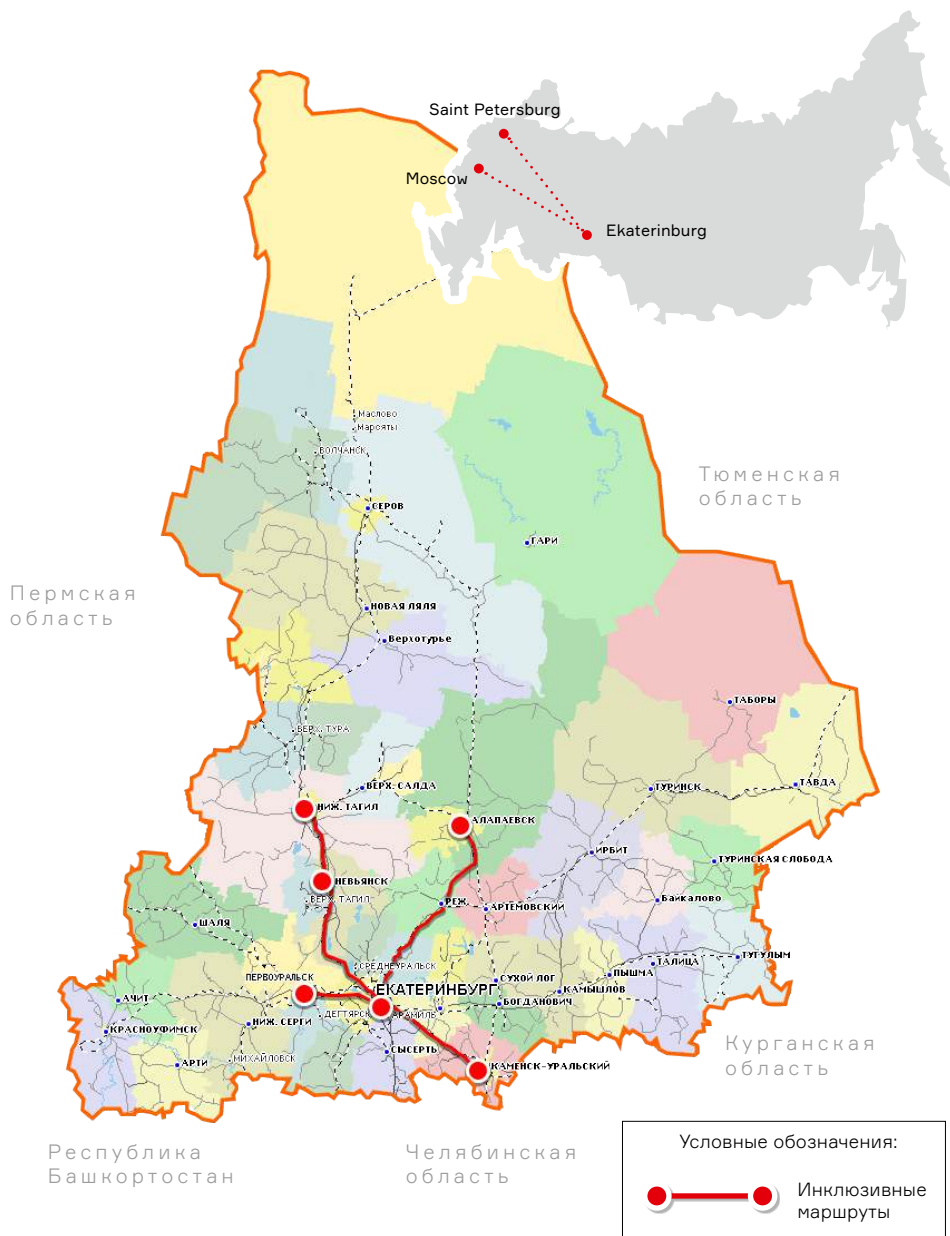 Saint Petersburg
Moscow
Ekaterinburg
Маслово
Марсяты
ВОЛЧАНСК
Тюменская
область
СЕРОВ
ГАРИ
Пермская
область
НОВАЯ ЛЯЛЯ
Верхотурье
ТАБОРЫ
ВЕРХ. ТУРА
ВЕРХ. САЛДА
ТУРИНСК
ТАВДА
НИЖ. ТАГИЛ
АЛАПАЕВСК
ИРБИТ
ТУРИНСКАЯ СЛОБОДА
НЕВЬЯНСК
ВЕРХ. ТАГИЛ
РЕЖ
АРТЕМОВСКИЙ
Байкалово
ШАЛЯ
СРЕДНЕУРАЛЬСК
ТУГУЛЫМ
ТАЛИЦА
ПЫШМА
ПЕРВОУРАЛЬСК
СУХОЙ ЛОГ
КАМЫШЛОВ
ЕКАТЕРИНБУРГ
АЧИТ
БОГДАНОВИЧ
ДЕГТЯРСК
АРАМИЛЬ
КРАСНОУФИМСК
НИЖ. СЕРГИ
СЫСЕРТЬ
Курганская
область
МИХАЙЛОВСК
АРТИ
КАМЕНСК-УРАЛЬСКИЙ
Республика
Башкортостан
Челябинская
область
Условные обозначения:
Инклюзивные
маршруты